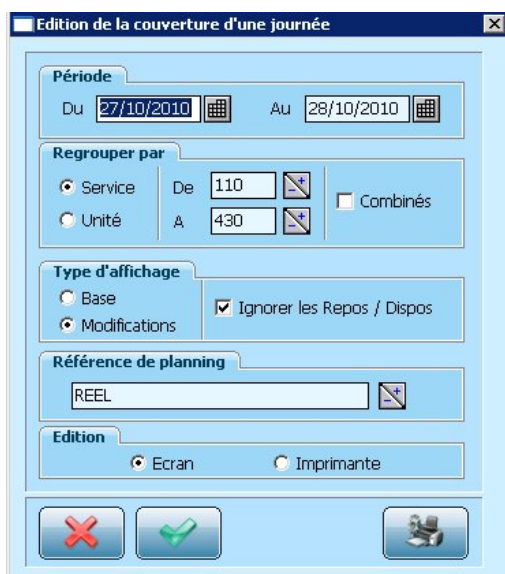 Edition de la couverture d'une journée
Période
Du 27/10/2010 Au 28/10/2010
Regrouper par
Service De 110
Combinés
Unité A 430
Type d'affichage
Base
Ignorer les Repos / Dispos
Modifications
Référence de planning
REEL
Edition
Ecran Imprimante